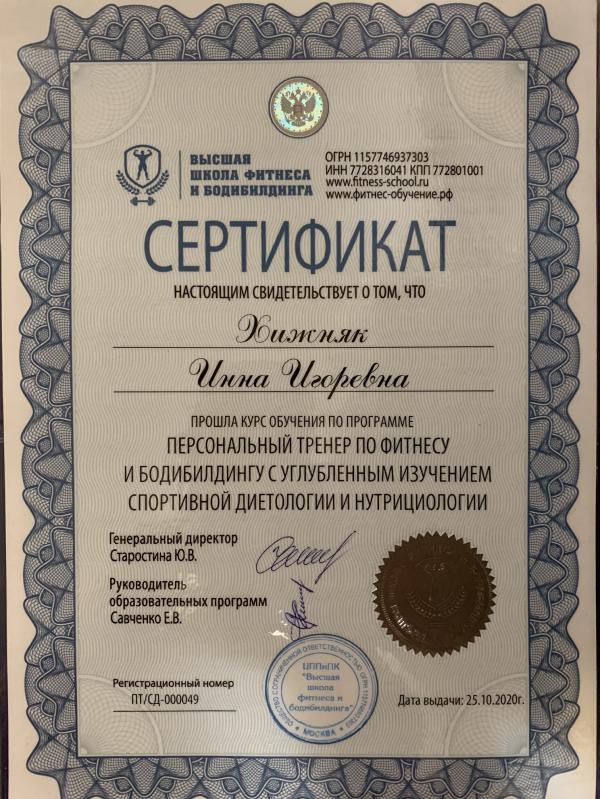 ВЫСШАЯ
ШКОЛА ФИТНЕСА
И БОДИБИЛДИНГА
ОГРН 1157746937303
ИНН 7728316041 КПП 772801001
www.fitness-school.ru
www.фитнес-обучение.рф
СЕРТИФИКАТ
НАСТОЯЩИМ СВИДЕТЕЛЬСТВУЕТ О ТОМ, ЧТО
Хижняк
Инна Игоревна
ПРОШЛА КУРС ОБУЧЕНИЯ ПО ПРОГРАММЕ
ПЕРСОНАЛЬНЫЙ ТРЕНЕР ПО ФИТНЕСУ
И БОДИБИЛДИНГУ С УГЛУБЛЕННЫМ ИЗУЧЕНИЕМ
СПОРТИВНОЙ ДИЕТОЛОГИИ И НУТРИЦИОЛОГИИ
Генеральный директор
Старостина Ю.В.
Руководитель
образовательных программ
Савченко Е.В.
Регистрационный номер
ПТ/СД-000049
ОБЩЕСТВО С ОГРАНИЧЕННОЙ ОТВЕТСТВЕННОСТЬЮ
ЦППиПК
"Высшая
школа
фитнеса и
бодибилдинга"
МОСКВА
Дата выдачи: 25.10.2020г.